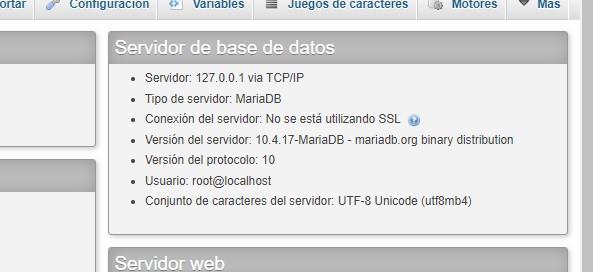 ortar Configuración Variables Juegos de caracteres Motores Más
Servidor de base de datos
Servidor: 127.0.0.1 via TCP/IP
Tipo de servidor: MariaDB
Conexión del servidor: No se está utilizando SSL
Versión del servidor: 10.4.17-MariaDB - mariadb.org binary distribution
Versión del protocolo: 10
Usuario: root@localhost
Conjunto de caracteres del servidor: UTF-8 Unicode (utf8mb4)
Servidor web